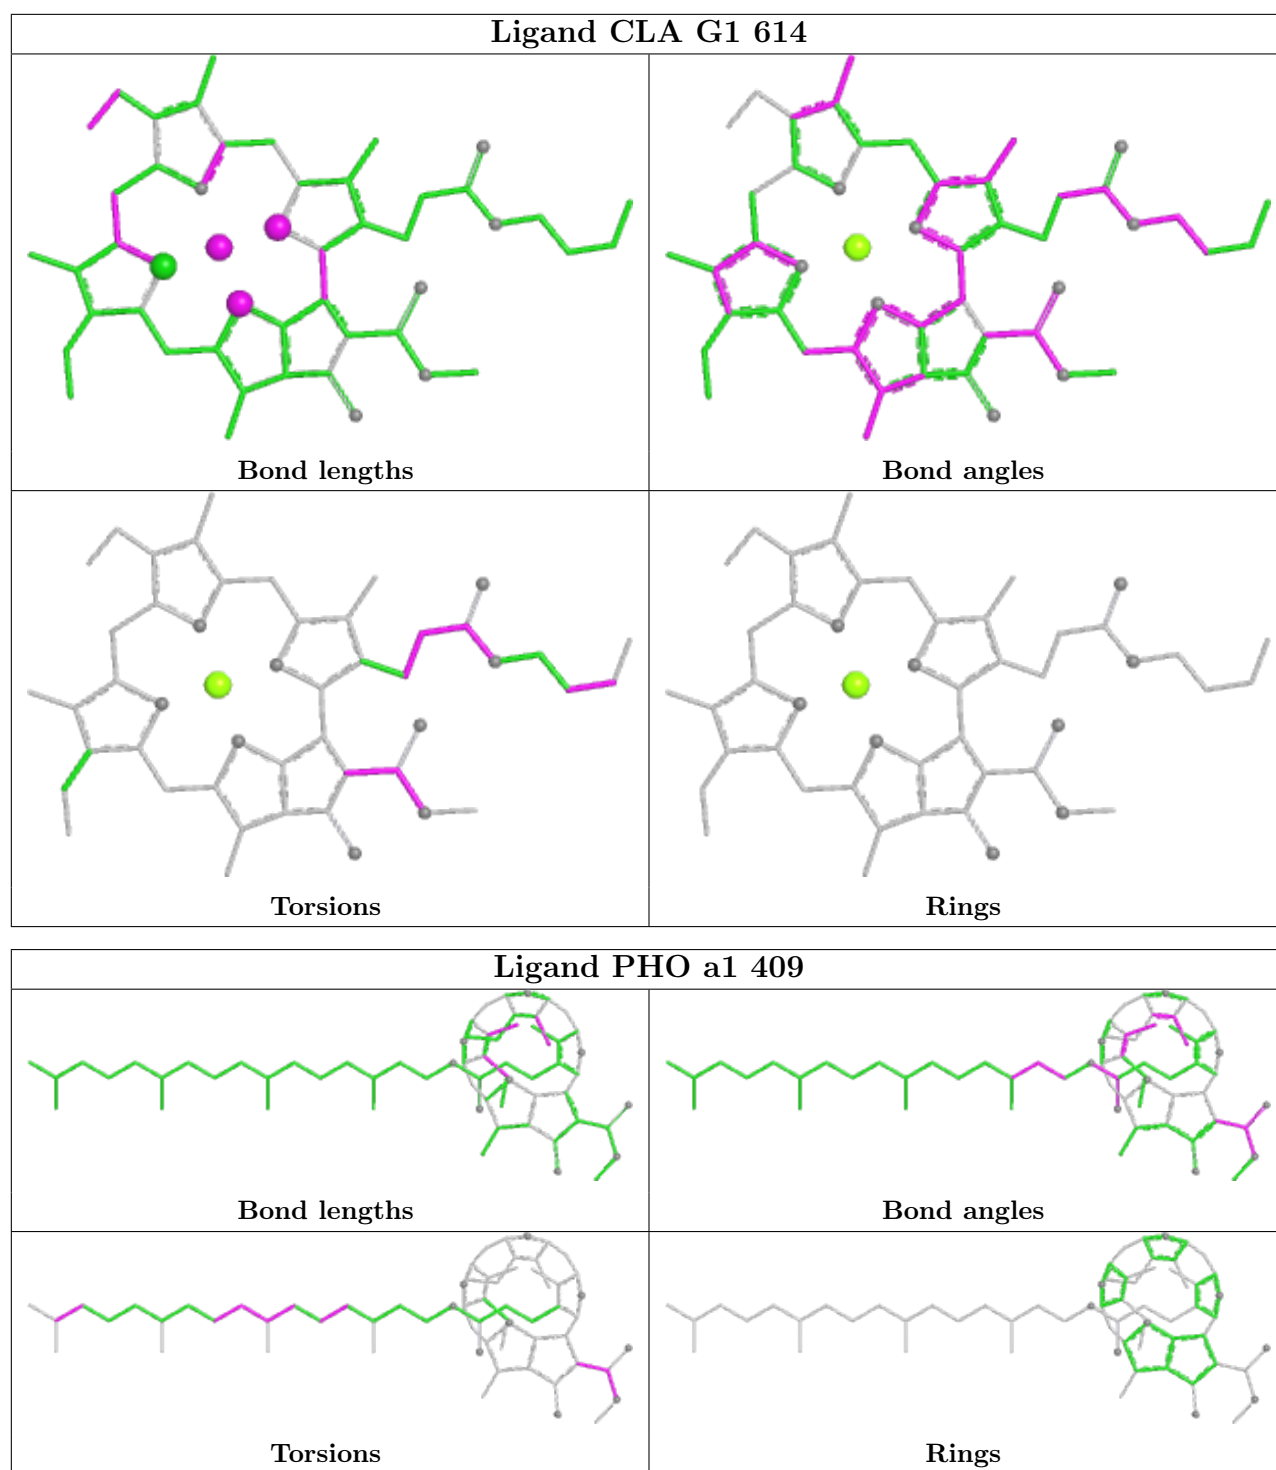 Ligand CLA G1 614
Bond lengths
Bond angles
Torsions
Rings
Ligand PHO a1 409
Bond lengths
Bond angles
Torsions
Rings